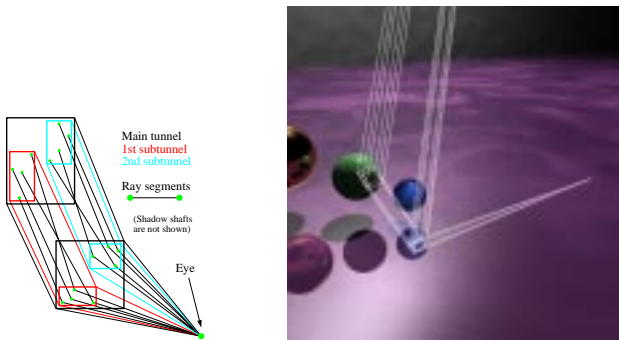 Main tunnel
1st subtunnel
2nd subtunnel
Ray segments
(Shadow shafts
are not shown)
Eye